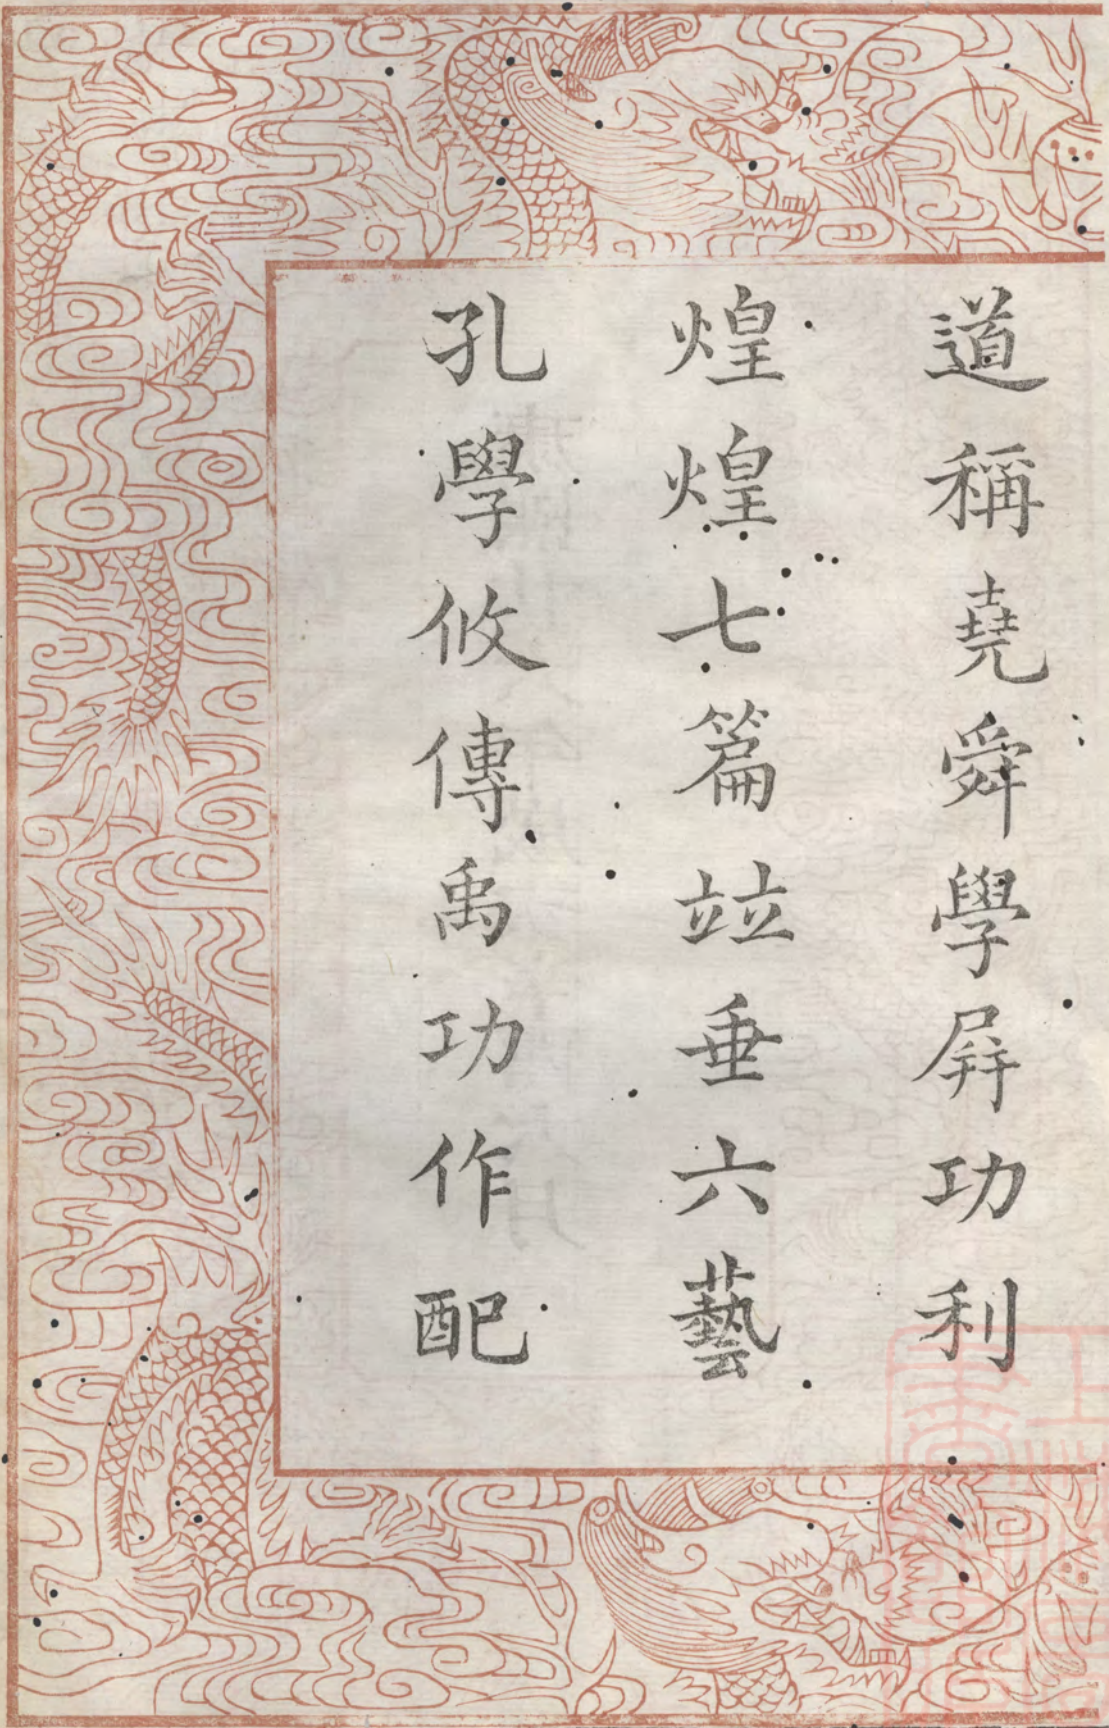 道稱堯舜學屏功利
煌煌七篇竝垂六藝
孔學攸傳禹功作配